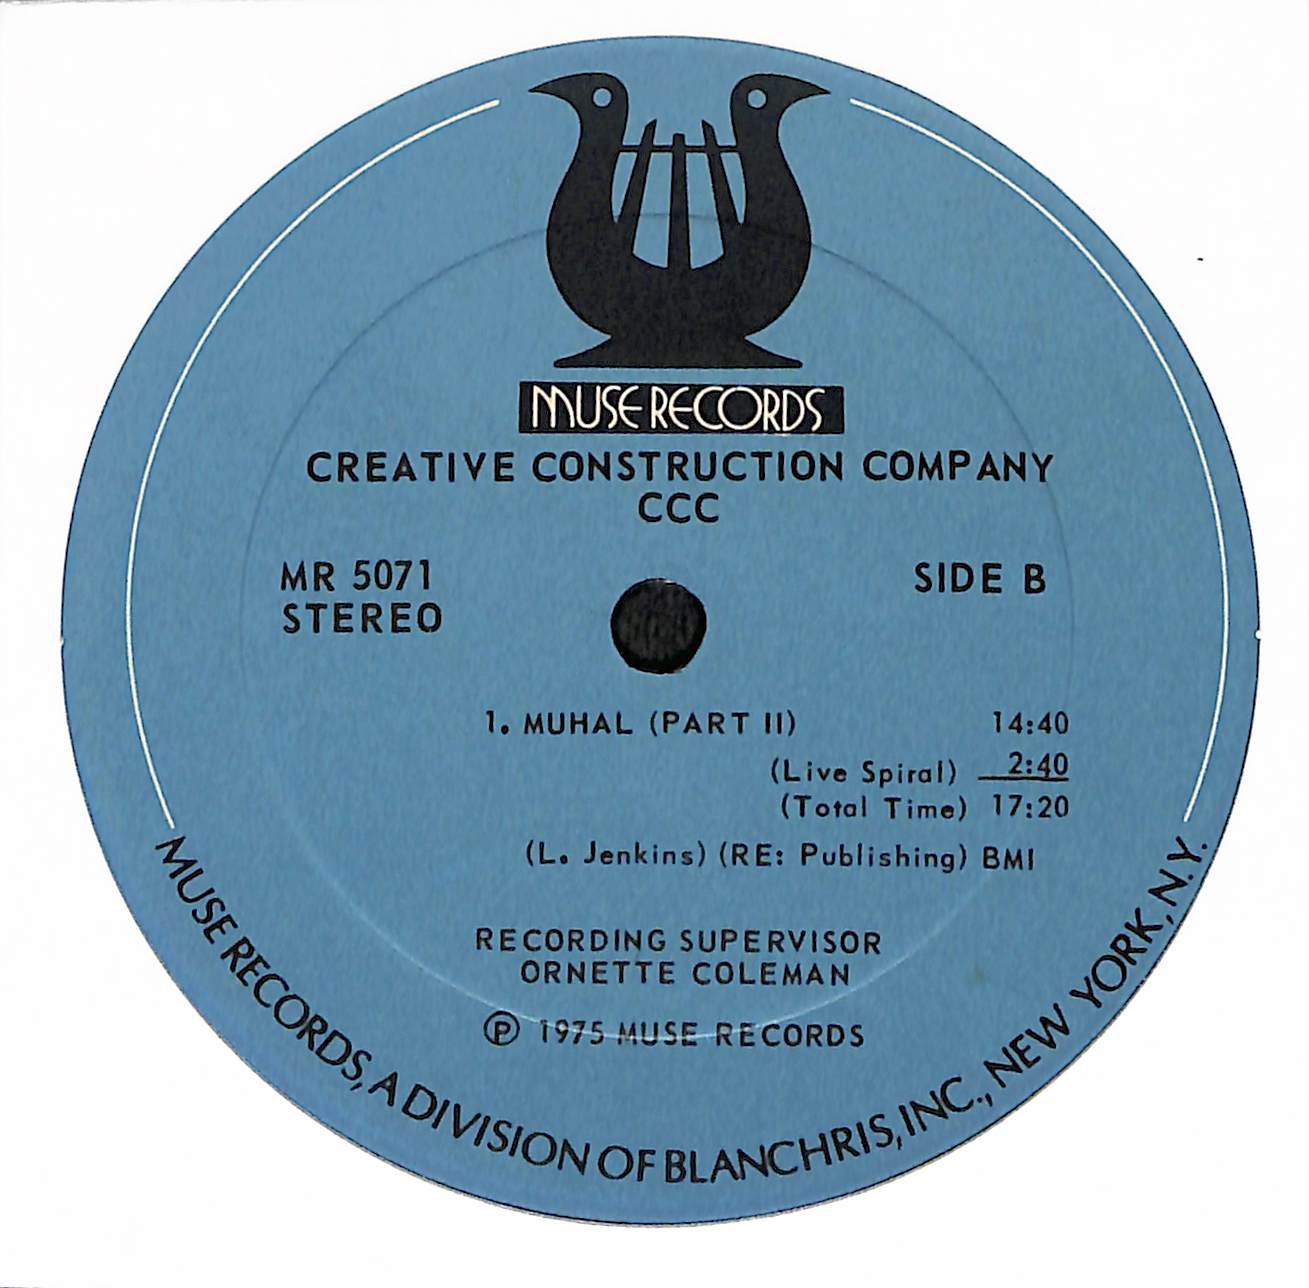 MUSE RECORDS
CREATIVE CONSTRUCTION COMPANY
CCC
MR 5071
STEREO
SIDE B
1. MUHAL (PART II) 14:40
(Live Spiral) 2:40
(Total Time) 17:20
(L. Jenkins) (RE: Publishing) BMI
RECORDING SUPERVISOR
ORNETTE COLEMAN
℗ 1975 MUSE RECORDS
MUSE RECORDS, A DIVISION OF BLANCHRIS, INC., NEW YORK, N.Y.